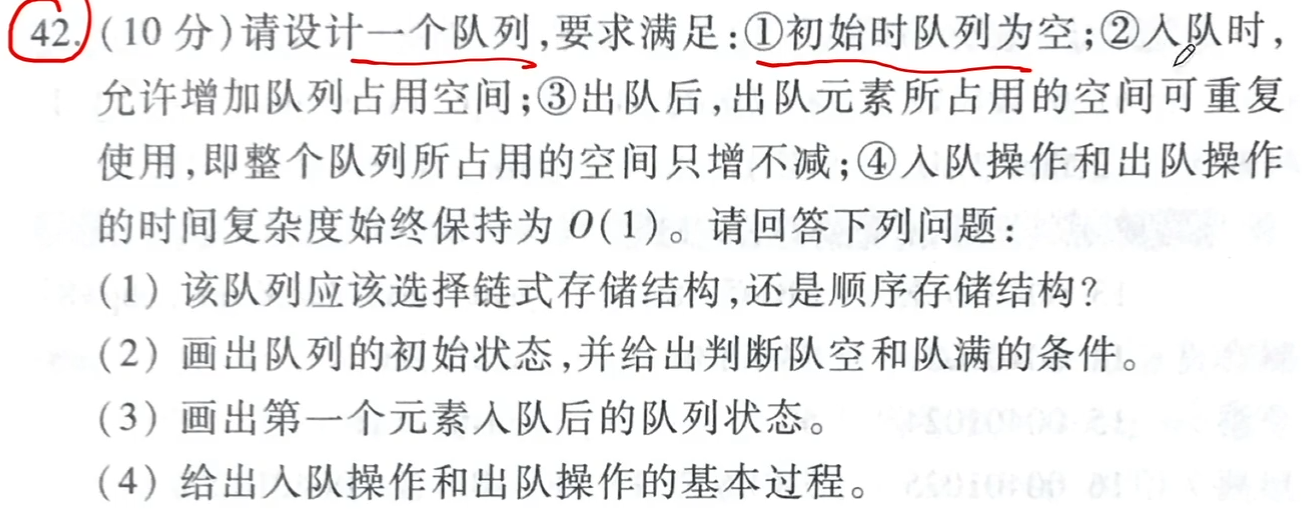 42.(10分)请设计一个队列,要求满足:①初始时队列为空;②入队时,
允许增加队列占用空间;③出队后,出队元素所占用的空间可重复
使用,即整个队列所占用的空间只增不减;④入队操作和出队操作
的时间复杂度始终保持为O(1)。请回答下列问题:
(1) 该队列应该选择链式存储结构,还是顺序存储结构?
(2) 画出队列的初始状态,并给出判断队空和队满的条件。
(3) 画出第一个元素入队后的队列状态。
(4) 给出入队操作和出队操作的基本过程。